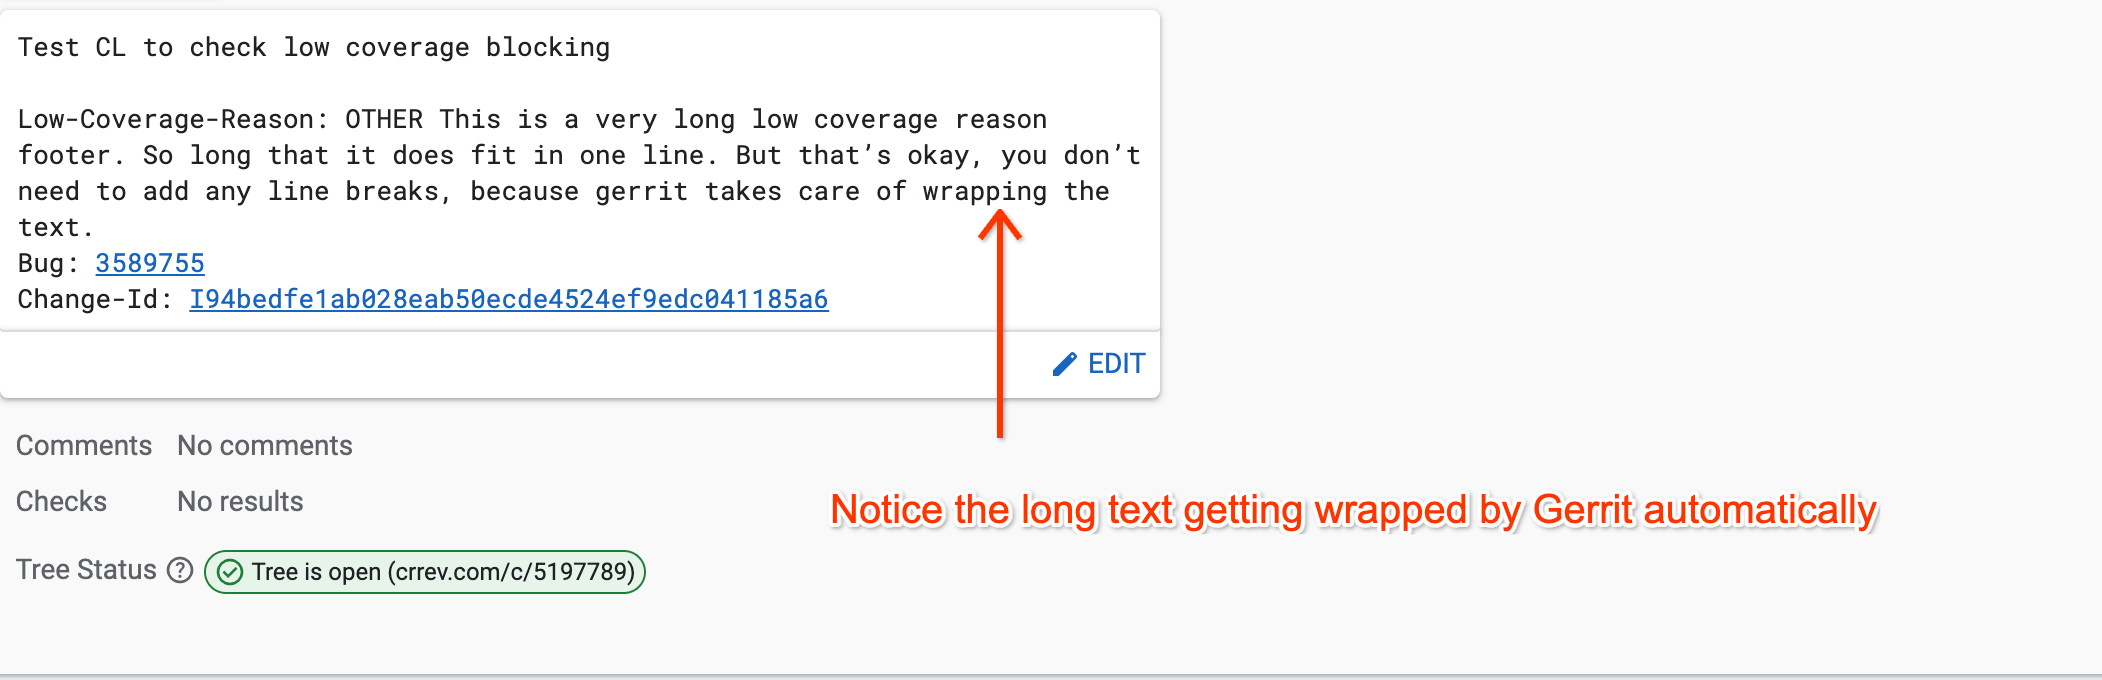 Test CL to check low coverage blocking
Low-Coverage-Reason: OTHER This is a very long low coverage reason
footer. So long that it does fit in one line. But that’s okay, you don’t
need to add any line breaks, because gerrit takes care of wrapping the
text.
Bug: 3589755
Change-Id: I94bedfe1ab028eab50ecde4524ef9edc041185a6
EDIT
Comments No comments
Checks No results
Notice the long text getting wrapped by Gerrit automatically
Tree Status ? Tree is open (crrev.com/c/5197789)